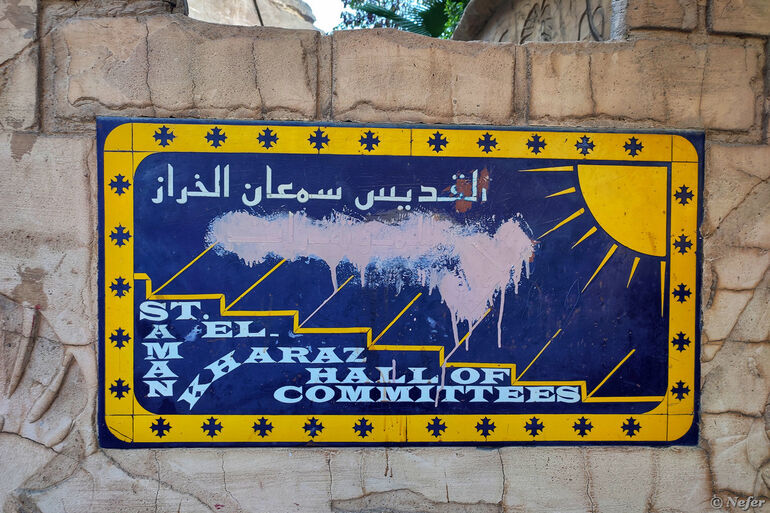 القديس سمعان الخراز
ST.
SAMAN
EL-
KHARAZ
HALL OF
COMMITTEES
© Nefer